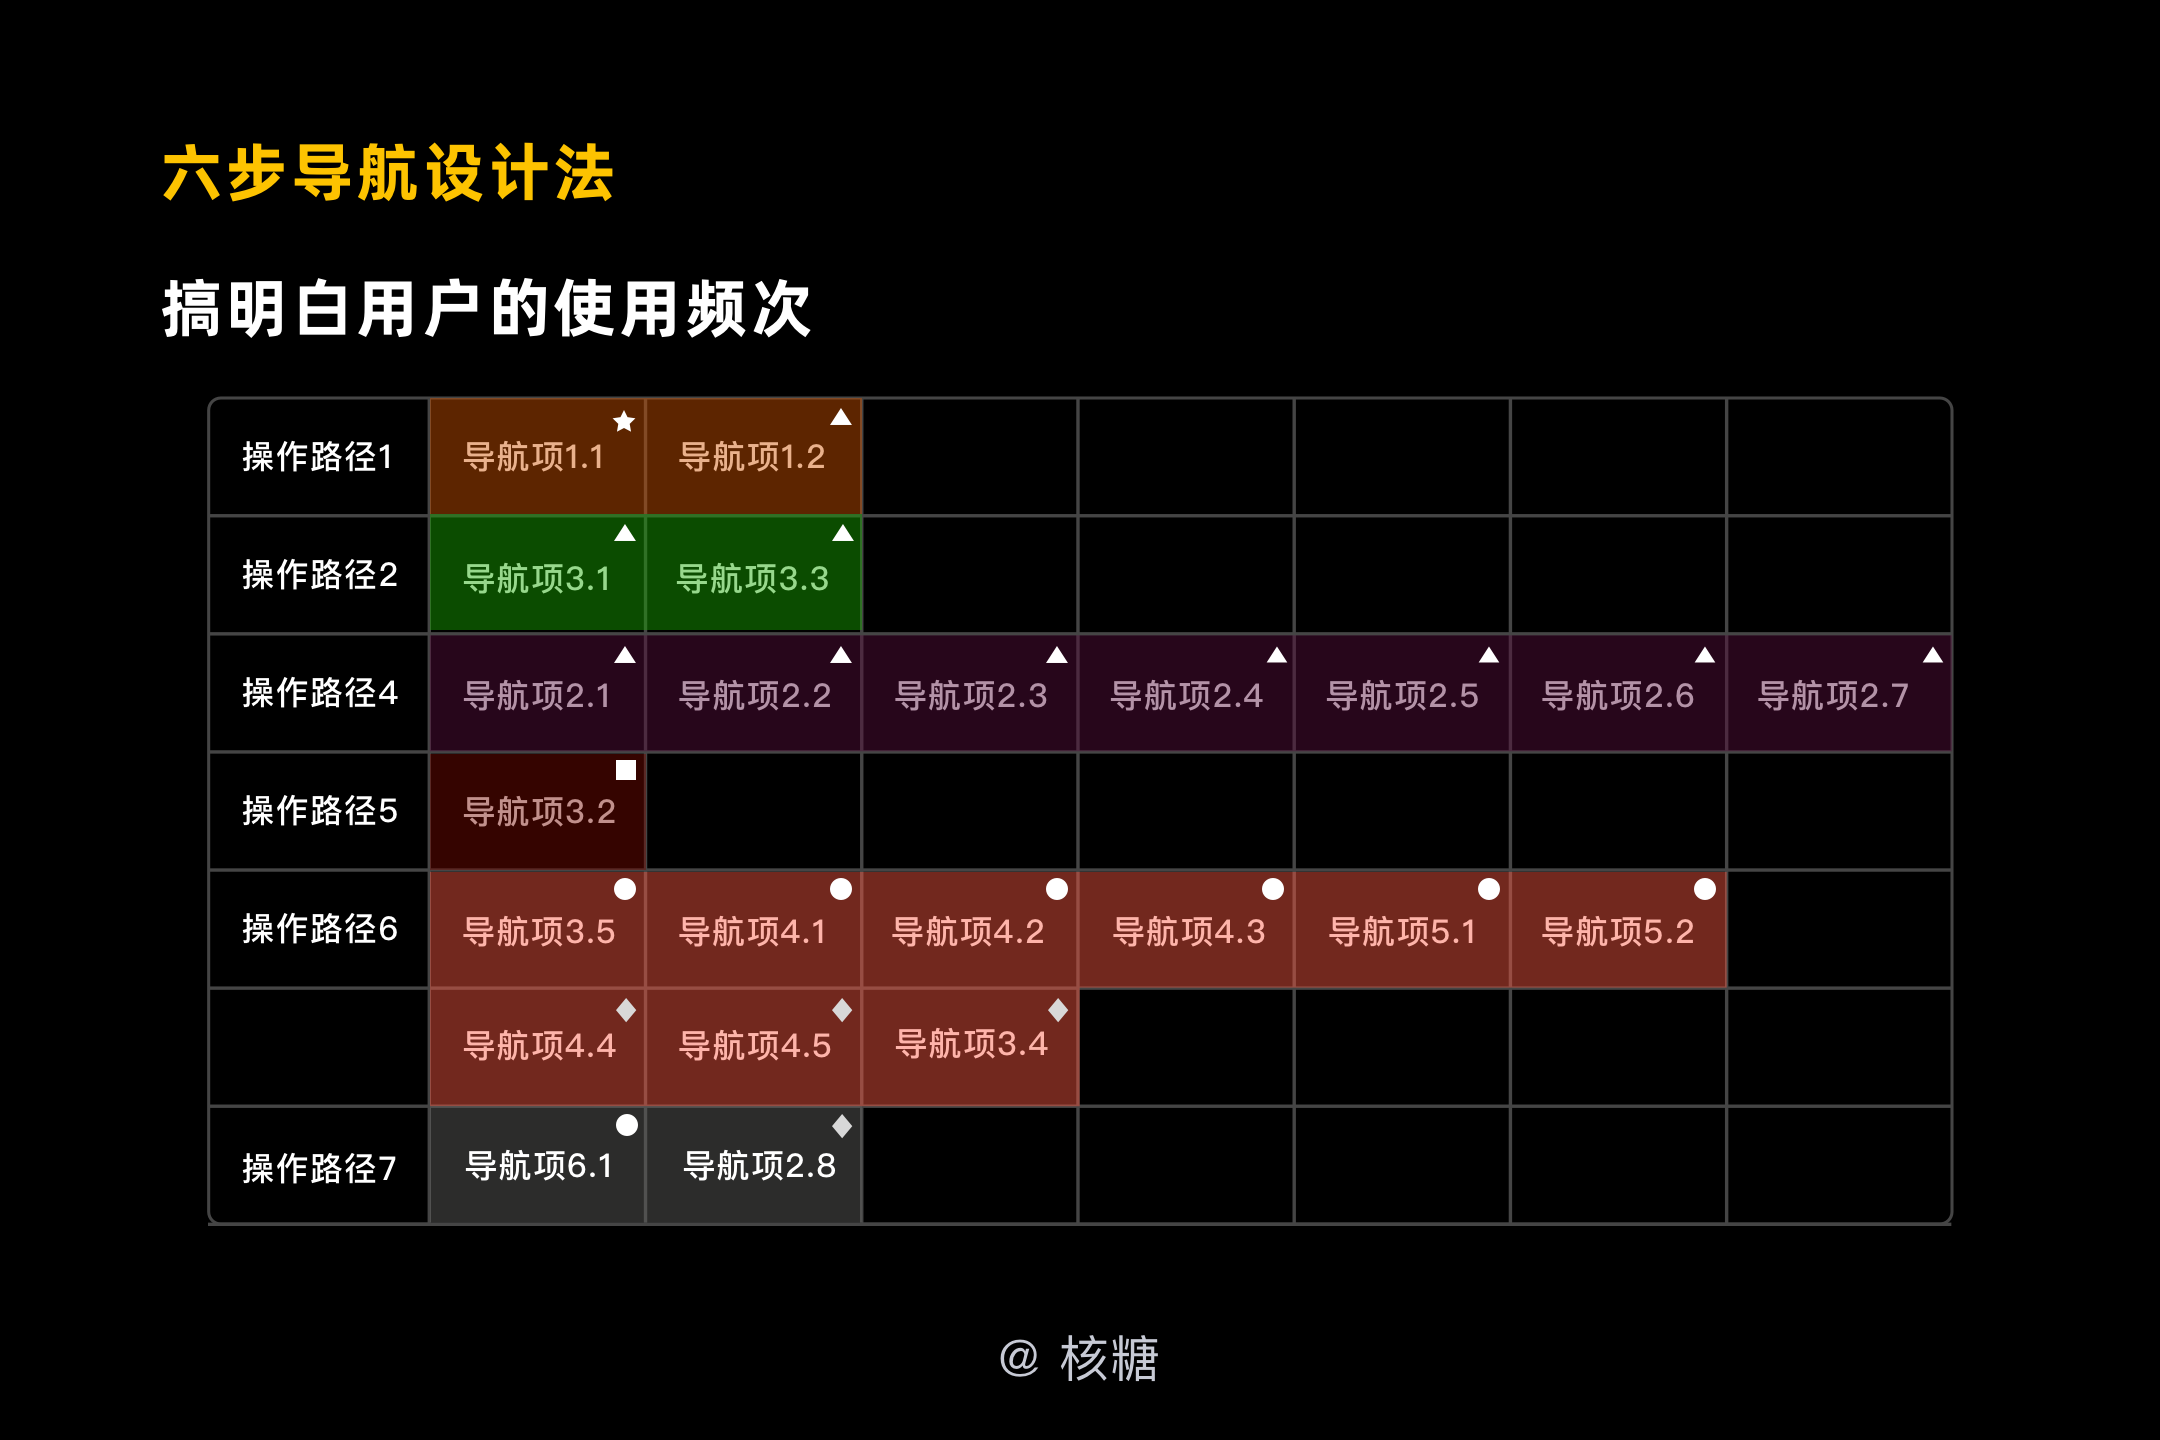 六步导航设计法
搞明白用户的使用频次
操作路径1 导航项1.1 导航项1.2
操作路径2 导航项3.1 导航项3.3
操作路径4 导航项2.1 导航项2.2 导航项2.3 导航项2.4 导航项2.5 导航项2.6 导航项2.7
操作路径5 导航项3.2
操作路径6 导航项3.5 导航项4.1 导航项4.2 导航项4.3 导航项5.1 导航项5.2
导航项4.4 导航项4.5 导航项3.4
操作路径7 导航项6.1 导航项2.8
@ 核糖